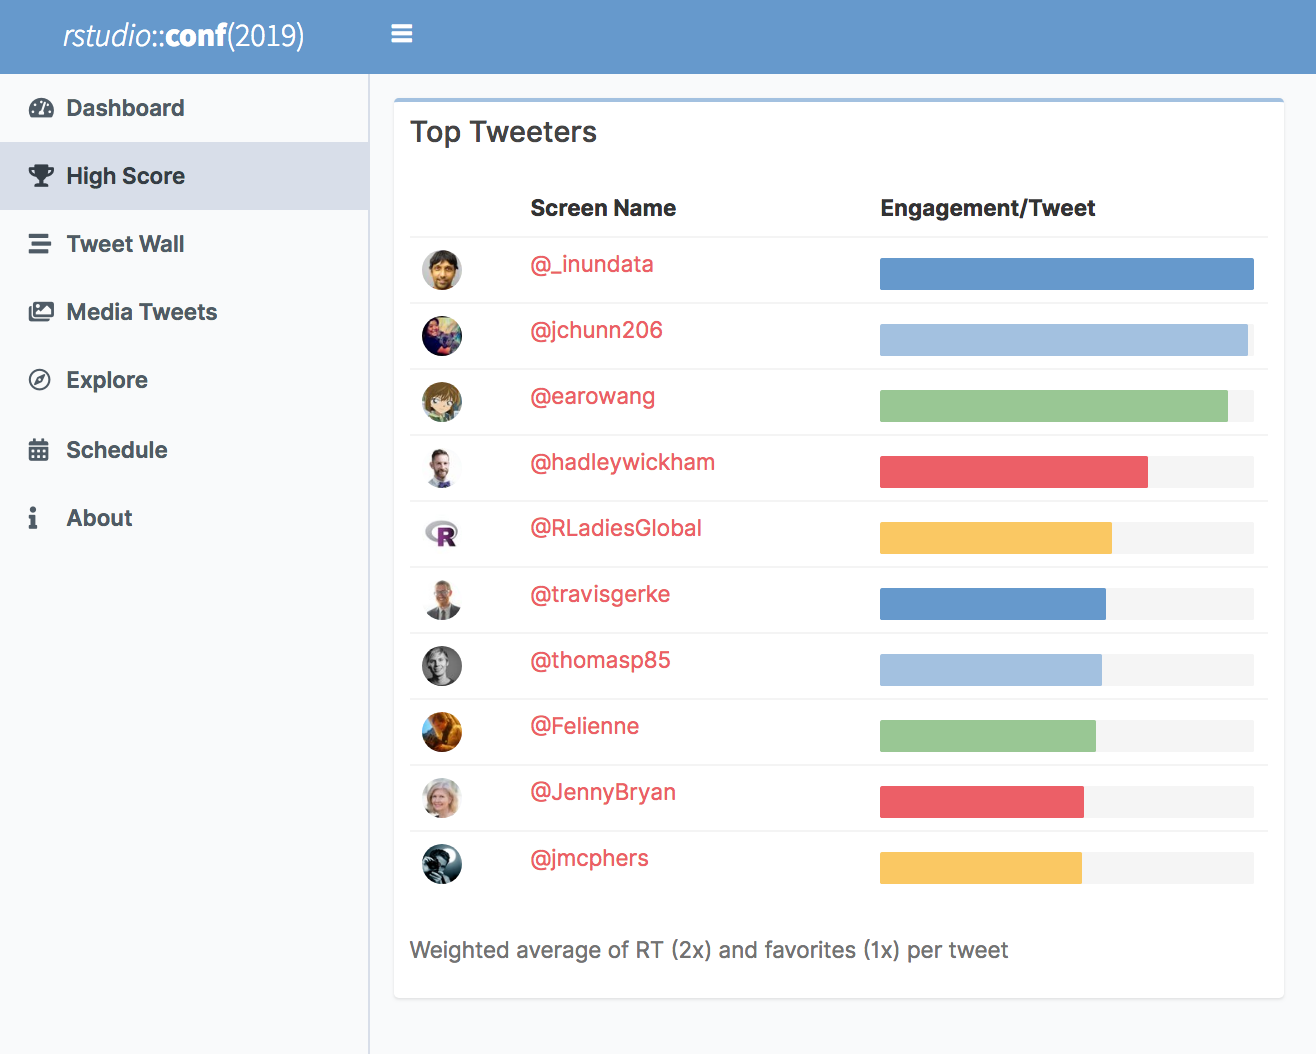 rstudio::conf(2019)
Dashboard
High Score
Tweet Wall
Media Tweets
Explore
Schedule
About
Top Tweeters
Screen Name Engagement/Tweet
@_inundata
@jchunn206
@earowang
@hadleywickham
R
@RLadiesGlobal
@travisgerke
@thomasp85
@Felienne
@JennyBryan
@jmcphers
Weighted average of RT (2x) and favorites (1x) per tweet